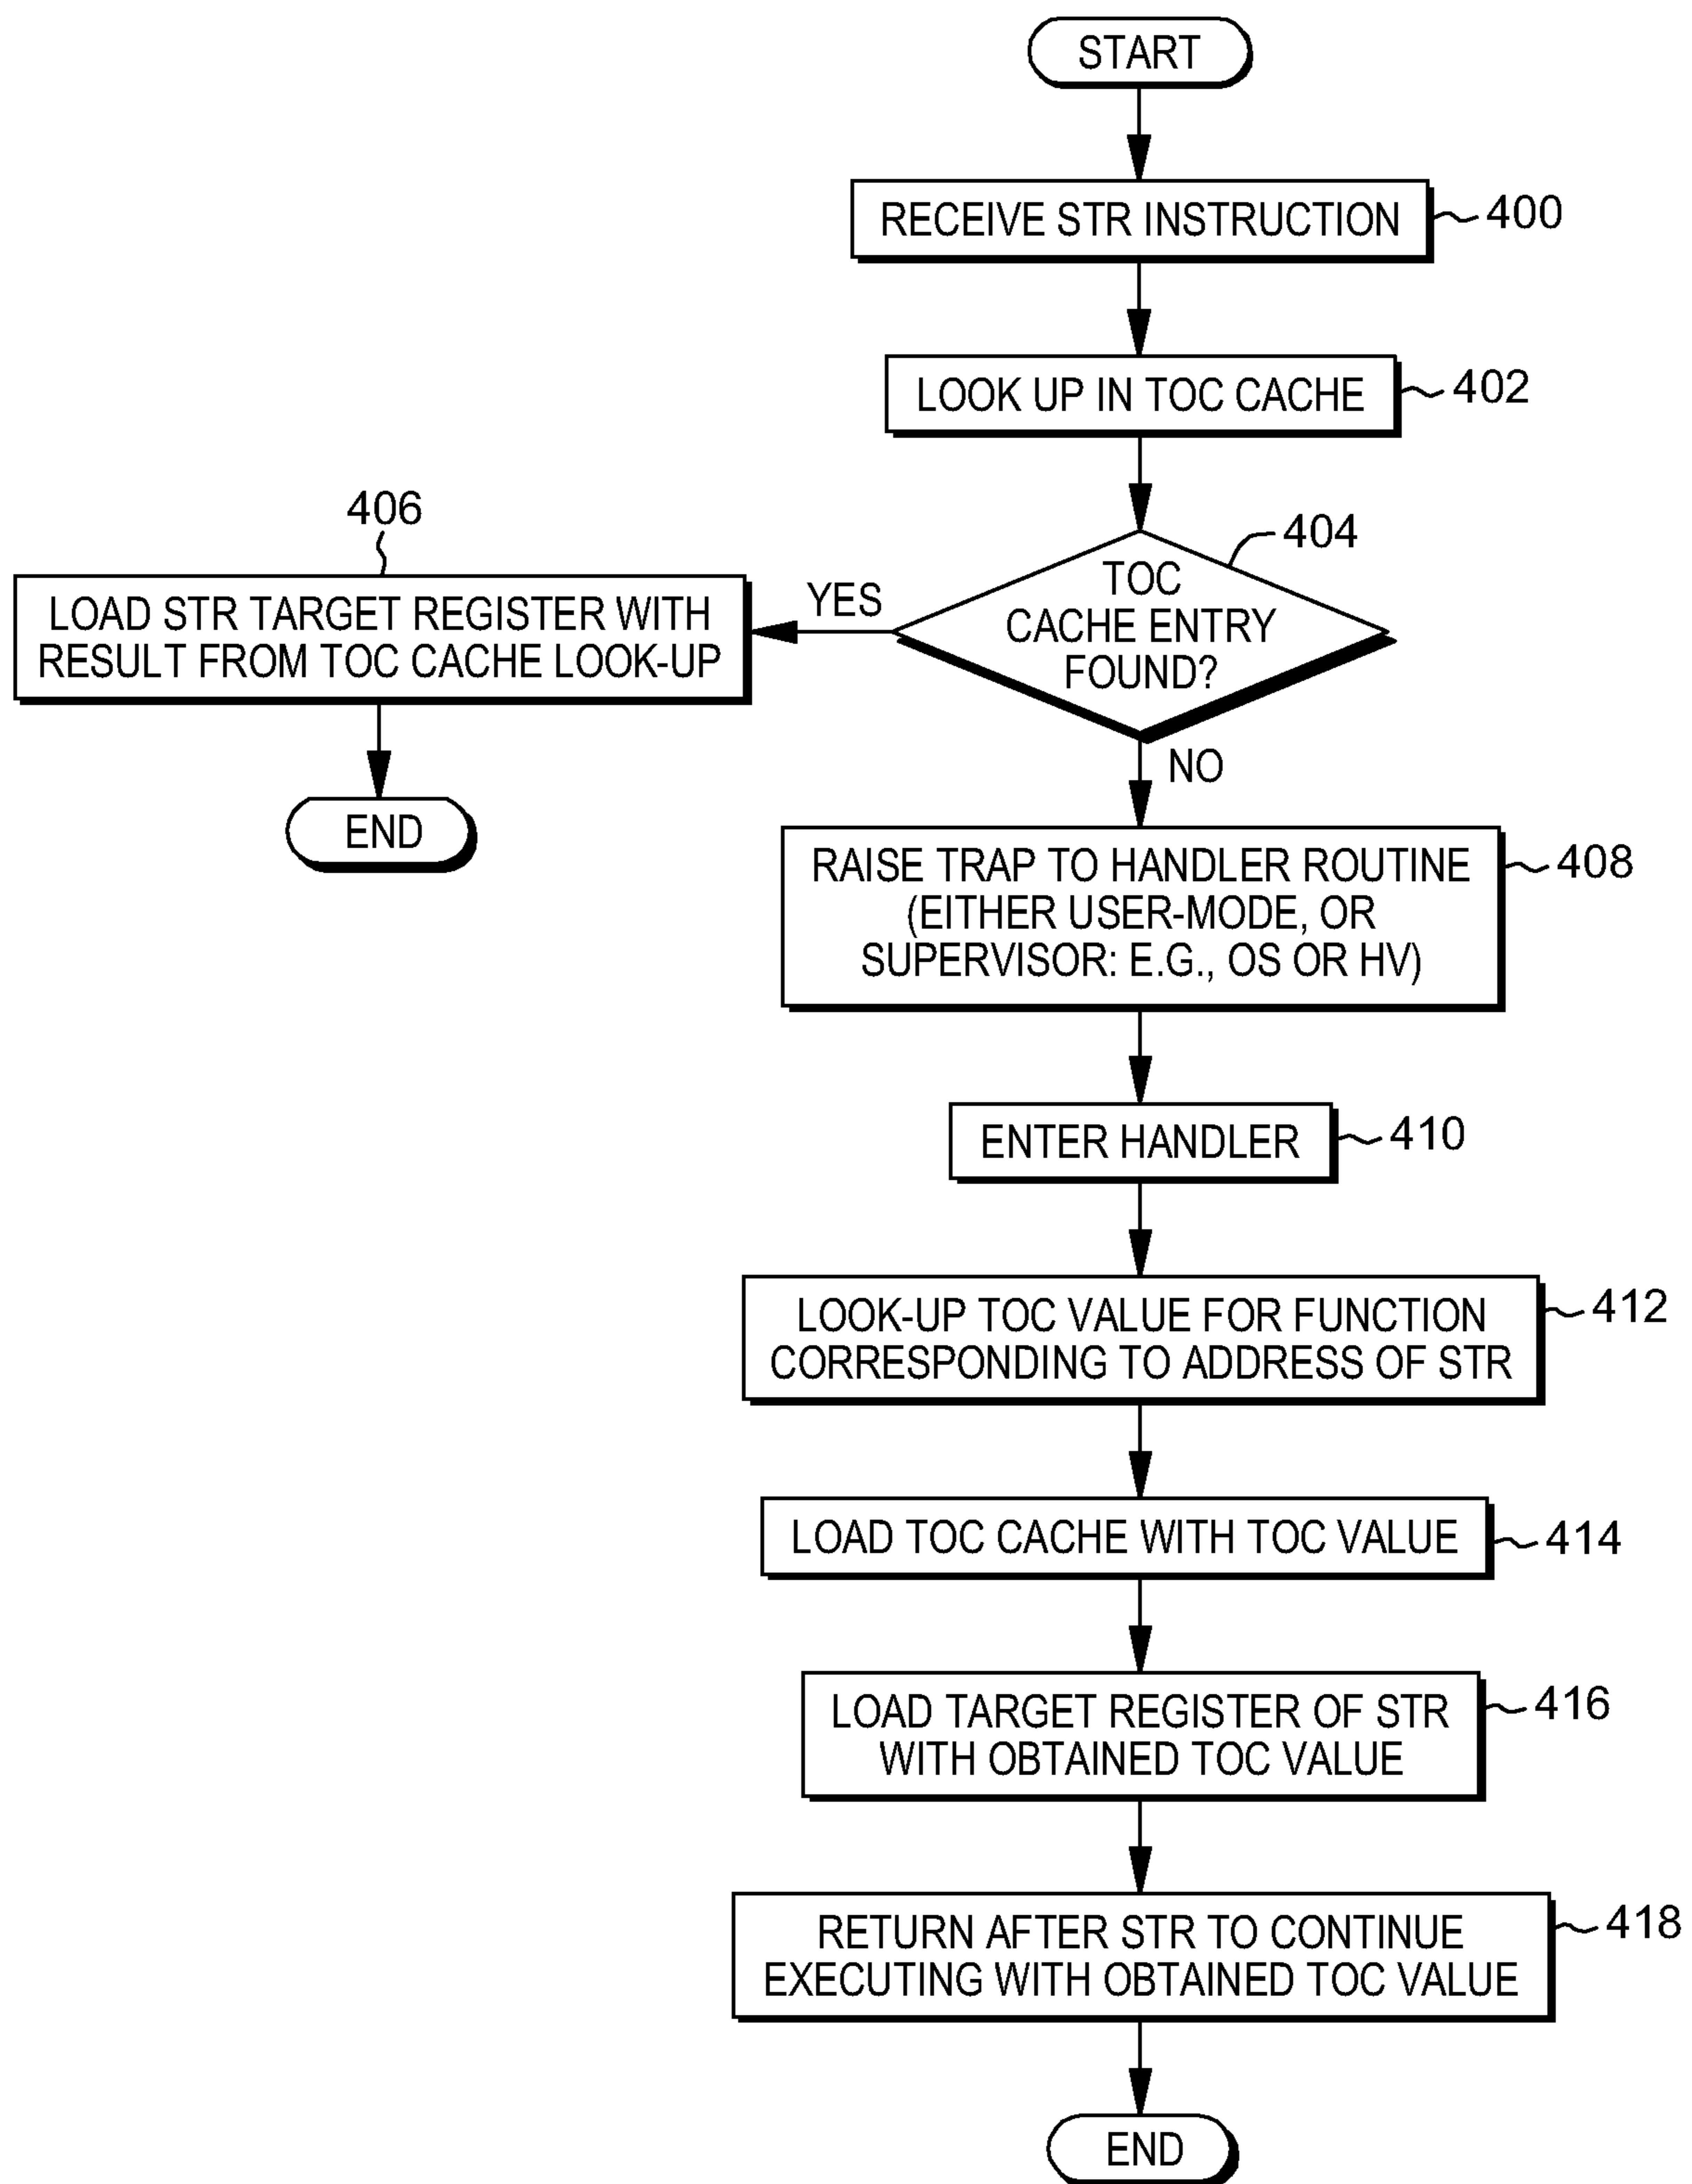 START
RECEIVE STR INSTRUCTION
400
LOOK UP IN TOC CACHE
402
TOC
CACHE ENTRY
FOUND?
404
YES
406
LOAD STR TARGET REGISTER WITH
RESULT FROM TOC CACHE LOOK-UP
END
NO
RAISE TRAP TO HANDLER ROUTINE
(EITHER USER-MODE, OR
SUPERVISOR: E.G., OS OR HV)
408
ENTER HANDLER
410
LOOK-UP TOC VALUE FOR FUNCTION
CORRESPONDING TO ADDRESS OF STR
412
LOAD TOC CACHE WITH TOC VALUE
414
LOAD TARGET REGISTER OF STR
WITH OBTAINED TOC VALUE
416
RETURN AFTER STR TO CONTINUE
EXECUTING WITH OBTAINED TOC VALUE
418
END